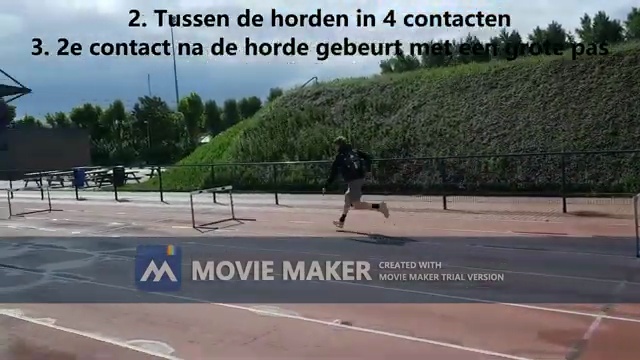 2. Tussen de horden in 4 contacten
3. 2e contact na de horde gebeurt met een grote pas
MOVIE MAKER
CREATED WITH
MOVIE MAKER TRIAL VERSION